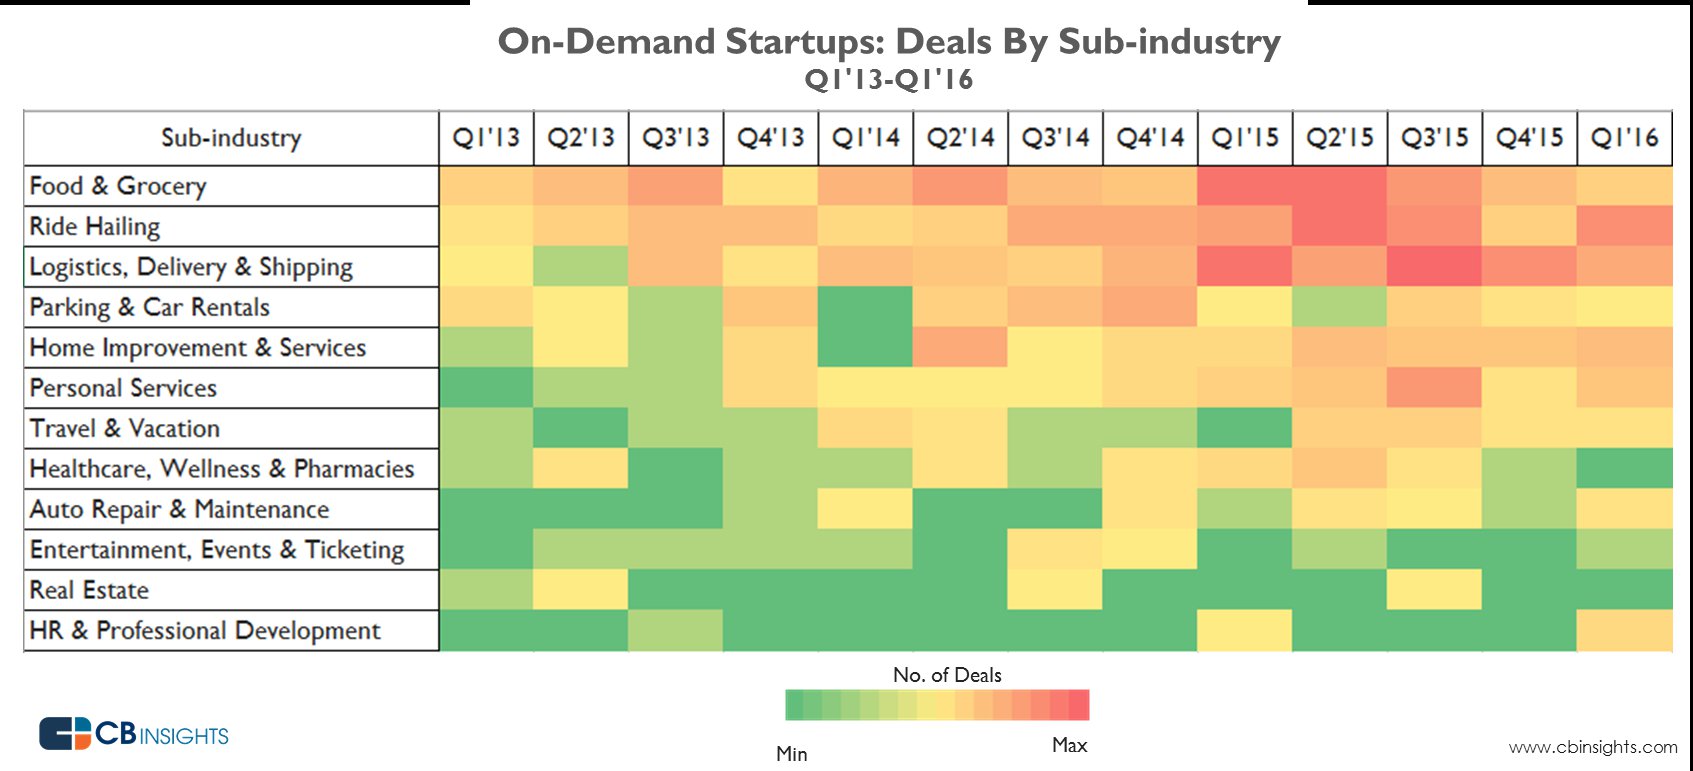 On-Demand Startups: Deals By Sub-industry
Q1'13-Q1'16
Sub-industry Q1'13 Q2'13 Q3'13 Q4'13 Q1'14 Q2'14 Q3'14 Q4'14 Q1'15 Q2'15 Q3'15 Q4'15 Q1'16
Food & Grocery
Ride Hailing
Logistics, Delivery & Shipping
Parking & Car Rentals
Home Improvement & Services
Personal Services
Travel & Vacation
Healthcare, Wellness & Pharmacies
Auto Repair & Maintenance
Entertainment, Events & Ticketing
Real Estate
HR & Professional Development
No. of Deals
Min Max
CBINSIGHTS
www.cbinsights.com